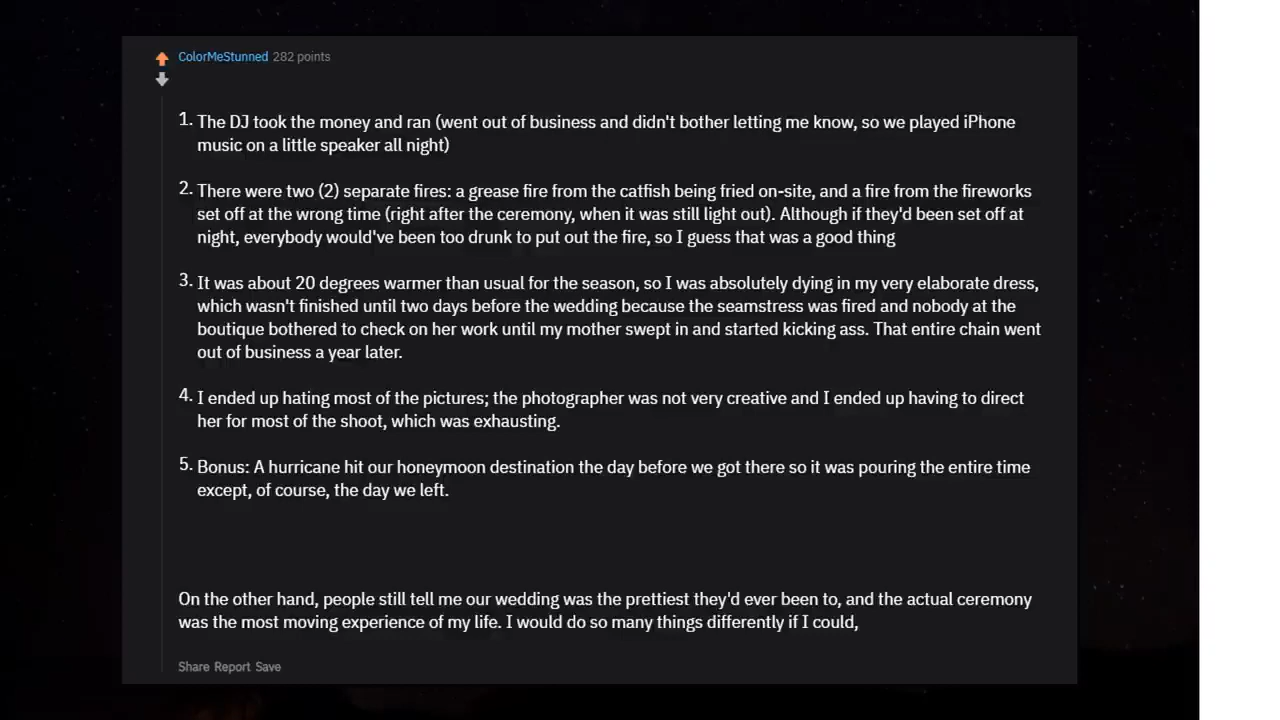 ColorMeStunned 282 points
1. The DJ took the money and ran (went out of business and didn't bother letting me know, so we played iPhone
music on a little speaker all night)
2. There were two (2) separate fires: a grease fire from the catfish being fried on-site, and a fire from the fireworks
set off at the wrong time (right after the ceremony, when it was still light out). Although if they'd been set off at
night, everybody would've been too drunk to put out the fire, so I guess that was a good thing
3. It was about 20 degrees warmer than usual for the season, so I was absolutely dying in my very elaborate dress,
which wasn't finished until two days before the wedding because the seamstress was fired and nobody at the
boutique bothered to check on her work until my mother swept in and started kicking ass. That entire chain went
out of business a year later.
4. I ended up hating most of the pictures; the photographer was not very creative and I ended up having to direct
her for most of the shoot, which was exhausting.
5. Bonus: A hurricane hit our honeymoon destination the day before we got there so it was pouring the entire time
except, of course, the day we left.
On the other hand, people still tell me our wedding was the prettiest they'd ever been to, and the actual ceremony
was the most moving experience of my life. I would do so many things differently if I could,
Share Report Save